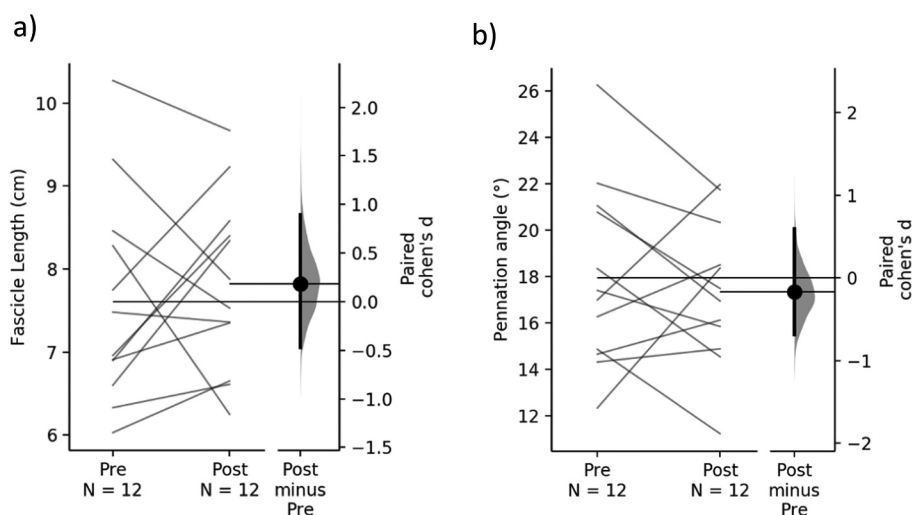 a)
Fascicle Length (cm)
10
9
8
7
6
2.0
1.5
1.0
0.5
0.0
−0.5
−1.0
−1.5
Paired
cohen's d
Pre
N = 12
Post
N = 12
Post
minus
Pre
b)
Pennation angle (°)
26
24
22
20
18
16
14
12
2
1
0
−1
−2
Paired
cohen's d
Pre
N = 12
Post
N = 12
Post
minus
Pre